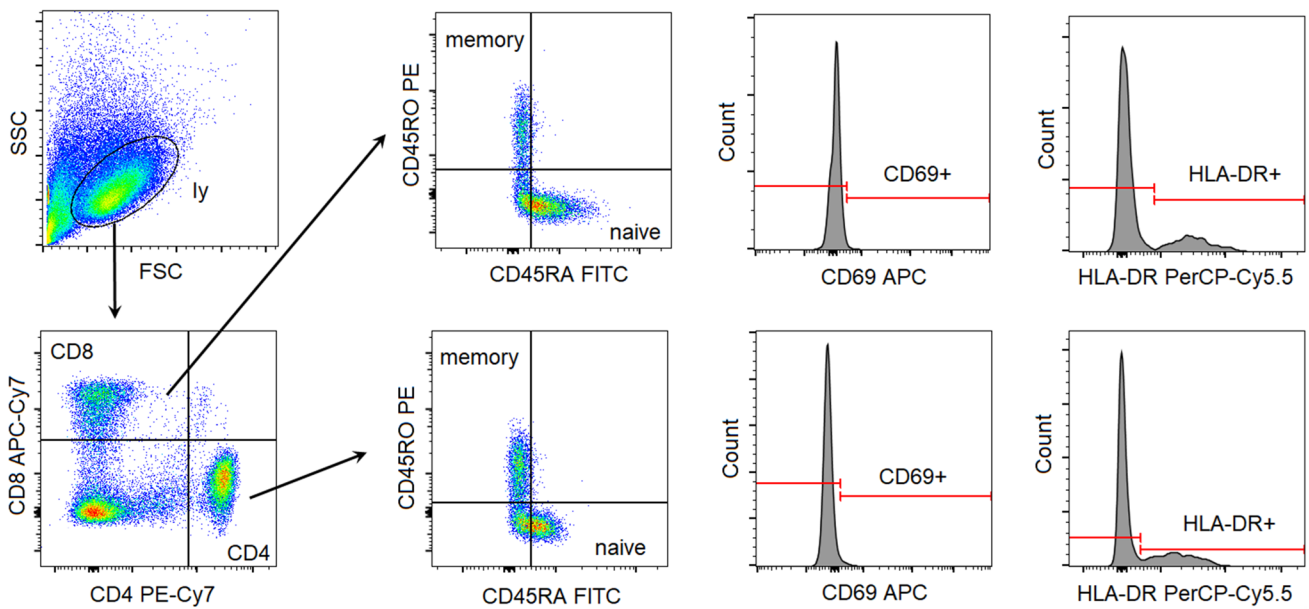 SSC
ly
FSC
memory
CD45RO PE
naive
CD45RA FITC
Count
CD69+
CD69 APC
Count
HLA-DR+
HLA-DR PerCP-Cy5.5
CD8
CD8 APC-Cy7
CD4
CD4 PE-Cy7
memory
CD45RO PE
naive
CD45RA FITC
Count
CD69+
CD69 APC
Count
HLA-DR+
HLA-DR PerCP-Cy5.5